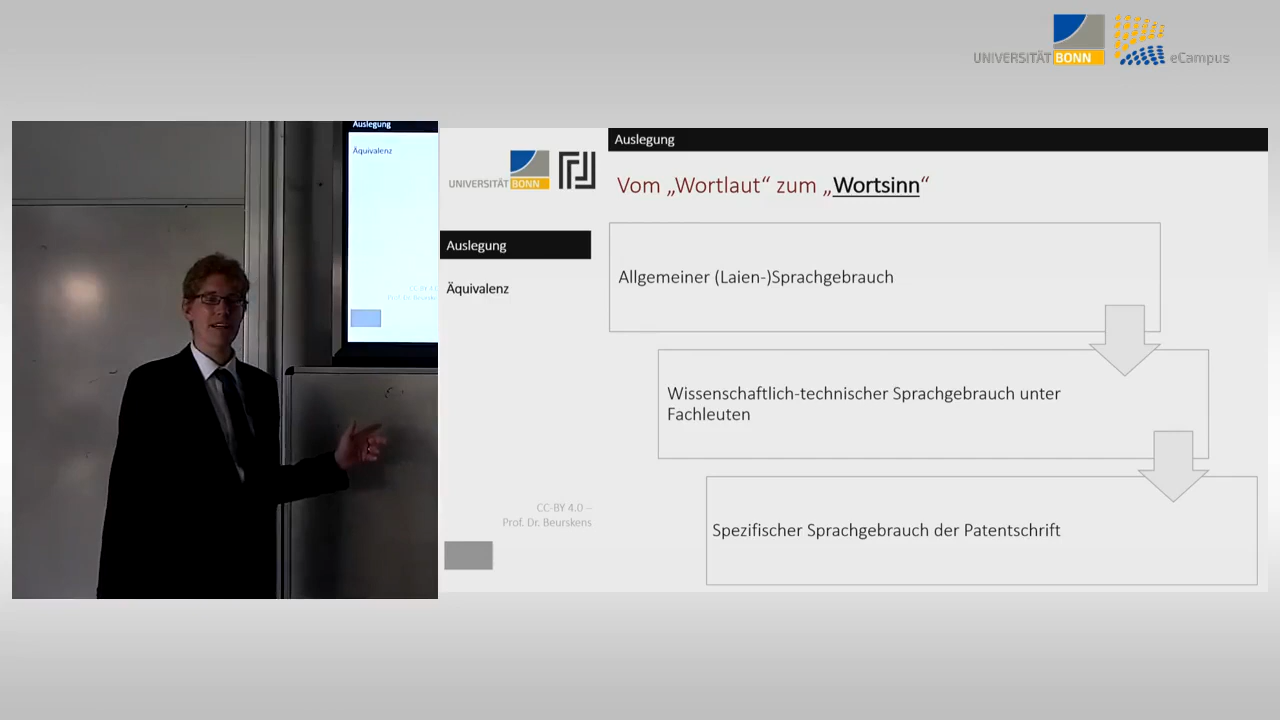 UNIVERSITÄT BONN eCampus
Auslegung
Äquivalenz
UNIVERSITÄT BONN
Auslegung
Äquivalenz
CC-BY 4.0 –
Prof. Dr. Beurskens
Auslegung
Vom „Wortlaut“ zum „Wortsinn“
Allgemeiner (Laien-)Sprachgebrauch
Wissenschaftlich-technischer Sprachgebrauch unter
Fachleuten
Spezifischer Sprachgebrauch der Patentschrift